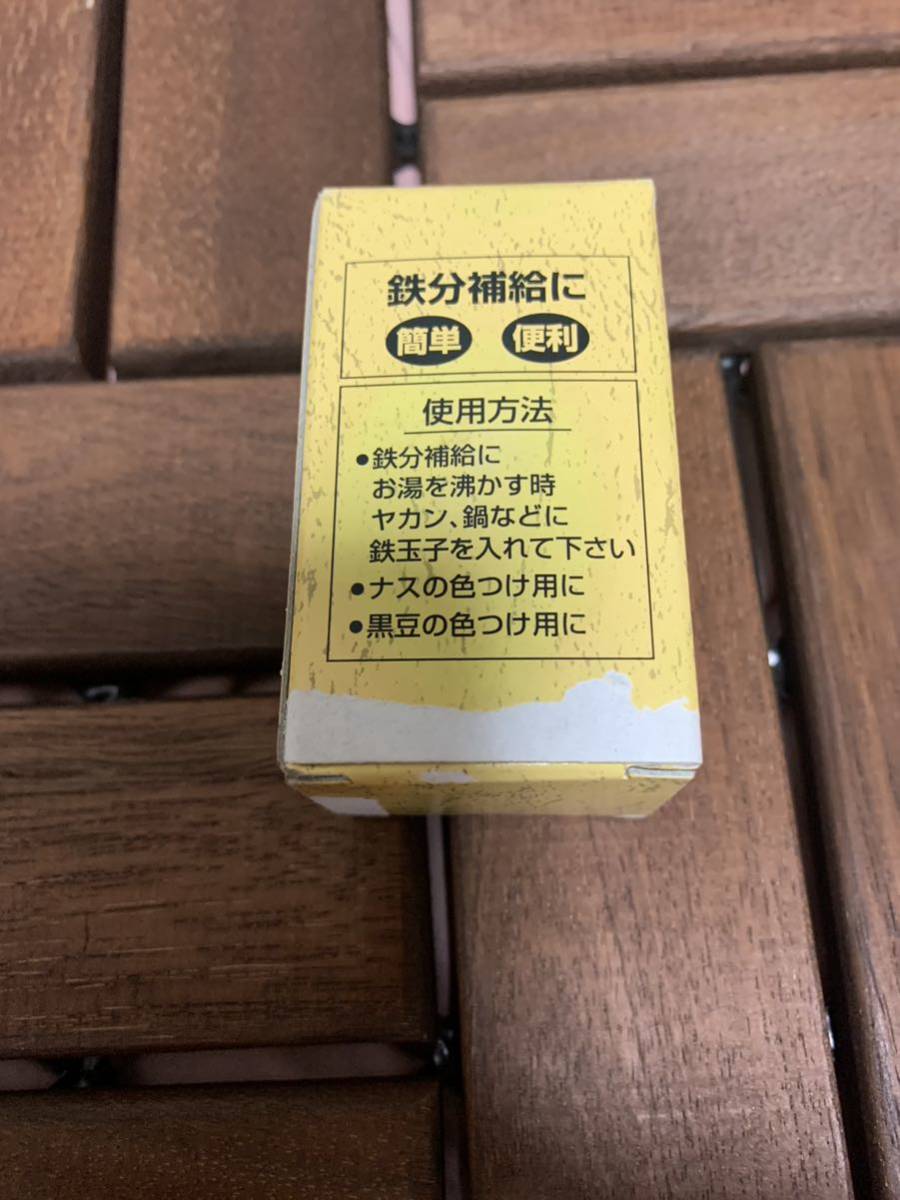 鉄分補給に
簡単 便利
使用方法
●鉄分補給に
お湯を沸かす時
ヤカン、鍋などに
鉄玉子を入れて下さい
●ナスの色つけ用に
●黒豆の色つけ用に